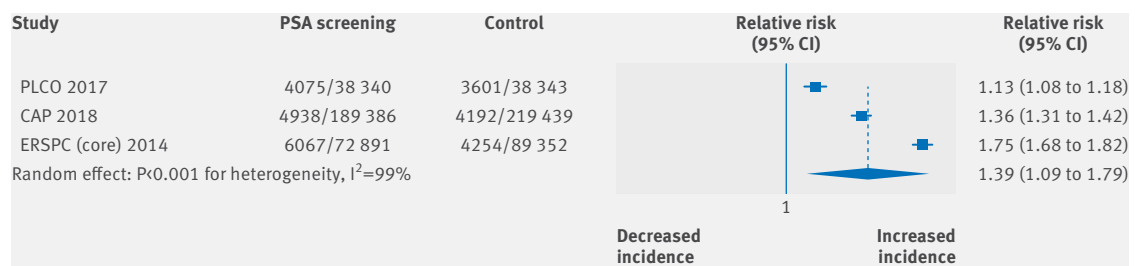 Study PSA screening Control Relative risk (95% CI) Relative risk (95% CI)
PLCO 2017 4075/38 340 3601/38 343 1.13 (1.08 to 1.18)
CAP 2018 4938/189 386 4192/219 439 1.36 (1.31 to 1.42)
ERSPC (core) 2014 6067/72 891 4254/89 352 1.75 (1.68 to 1.82)
Random effect: P<0.001 for heterogeneity, I²=99% 1.39 (1.09 to 1.79)
1
Decreased incidence Increased incidence